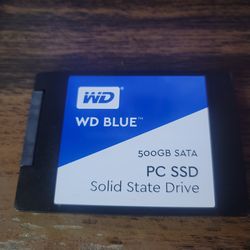 WD
WD BLUE™
500GB SATA
PC SSD
Solid State Drive